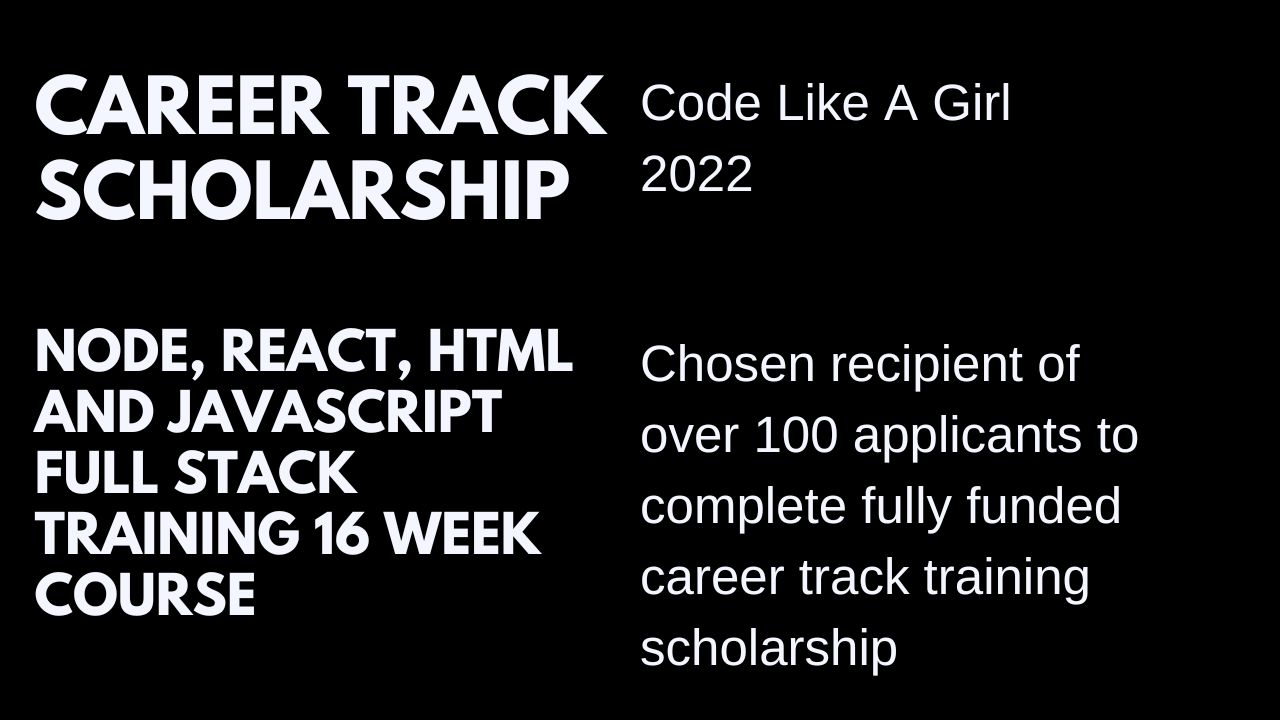 CAREER TRACK
SCHOLARSHIP
Code Like A Girl
2022
NODE, REACT, HTML
AND JAVASCRIPT
FULL STACK
TRAINING 16 WEEK
COURSE
Chosen recipient of
over 100 applicants to
complete fully funded
career track training
scholarship